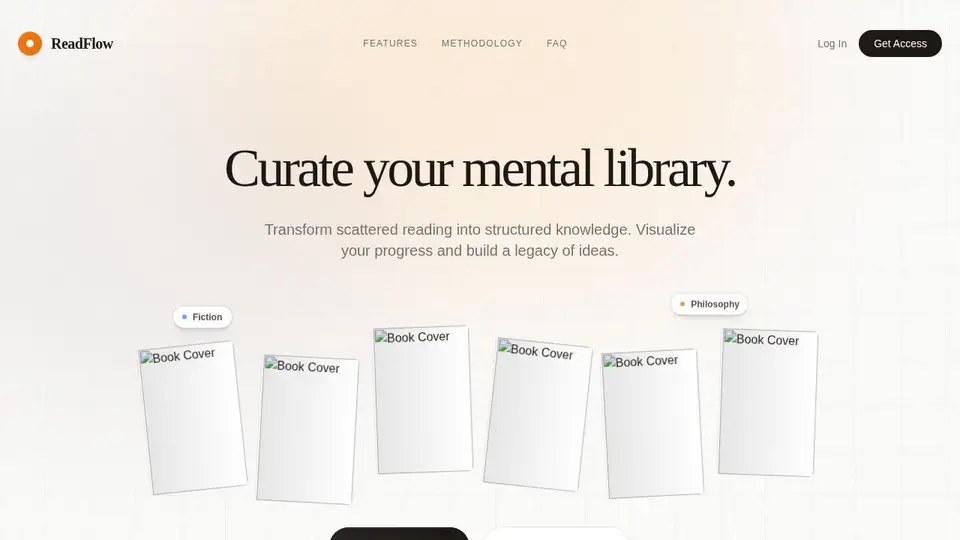 ReadFlow
FEATURES
METHODOLOGY
FAQ
Log In
Get Access
Curate your mental library.
Transform scattered reading into structured knowledge. Visualize
your progress and build a legacy of ideas.
Fiction
Philosophy
Book Cover
Book Cover
Book Cover
Book Cover
Book Cover
Book Cover